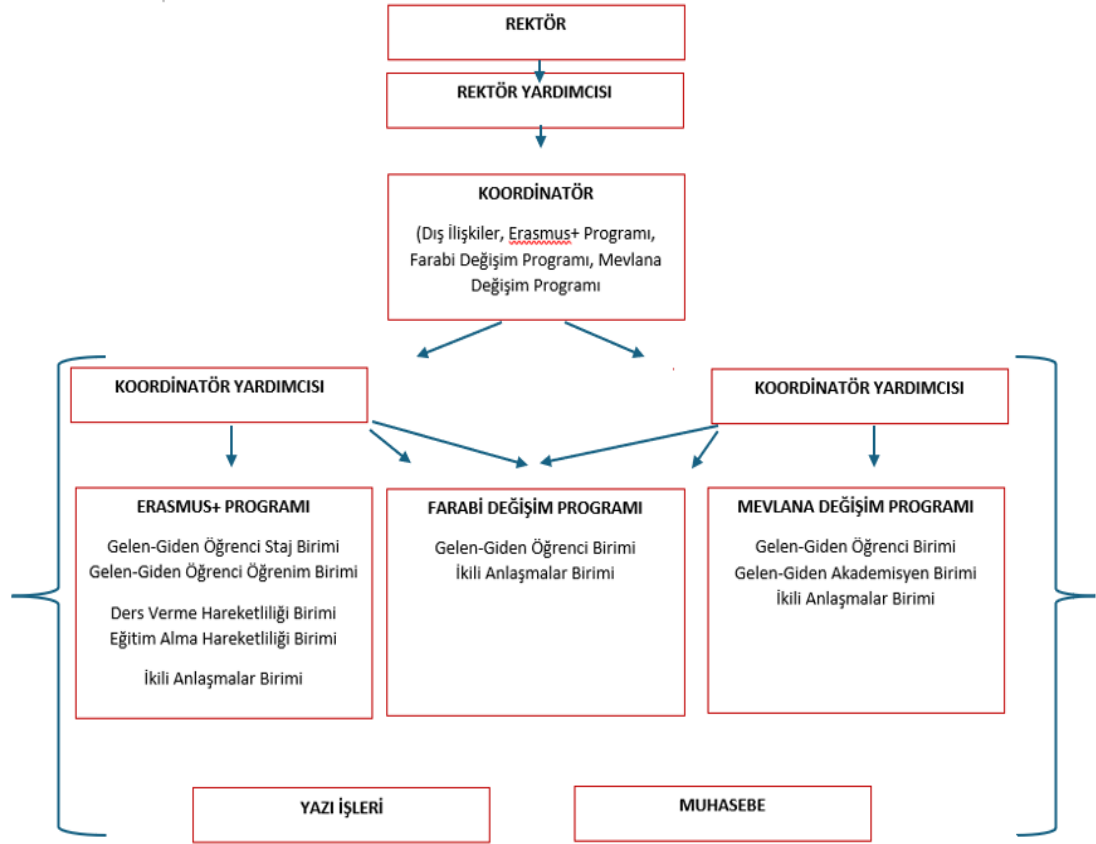 REKTÖR
REKTÖR YARDIMCISI
KOORDİNATÖR
(Dış İlişkiler, Erasmus+ Programı,
Farabi Değişim Programı, Mevlana
Değişim Programı
KOORDİNATÖR YARDIMCISI
KOORDİNATÖR YARDIMCISI
ERASMUS+ PROGRAMI
Gelen-Giden Öğrenci Staj Birimi
Gelen-Giden Öğrenci Öğrenim Birimi
Ders Verme Hareketliliği Birimi
Eğitim Alma Hareketliliği Birimi
İkili Anlaşmalar Birimi
FARABİ DEĞİŞİM PROGRAMI
Gelen-Giden Öğrenci Birimi
İkili Anlaşmalar Birimi
MEVLANA DEĞİŞİM PROGRAMI
Gelen-Giden Öğrenci Birimi
Gelen-Giden Akademisyen Birimi
İkili Anlaşmalar Birimi
YAZI İŞLERİ
MUHASEBE